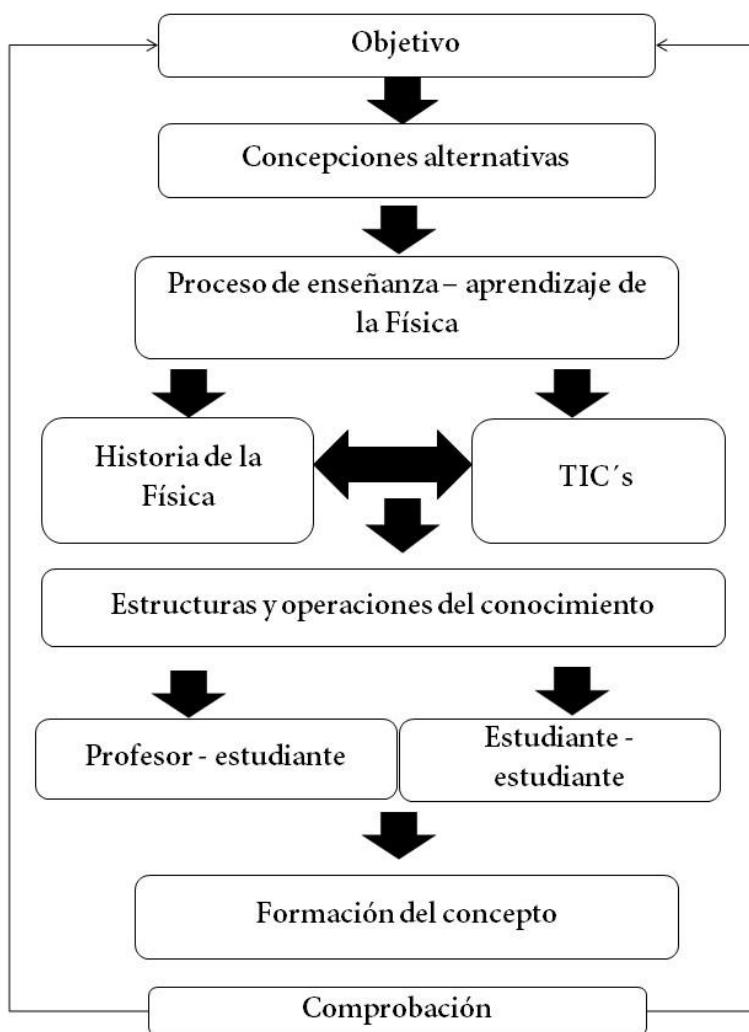 Objetivo
Concepciones alternativas
Proceso de enseñanza – aprendizaje de
la Física
Historia de la
Física
TIC´s
Estructuras y operaciones del conocimiento
Profesor - estudiante
Estudiante -
estudiante
Formación del concepto
Comprobación